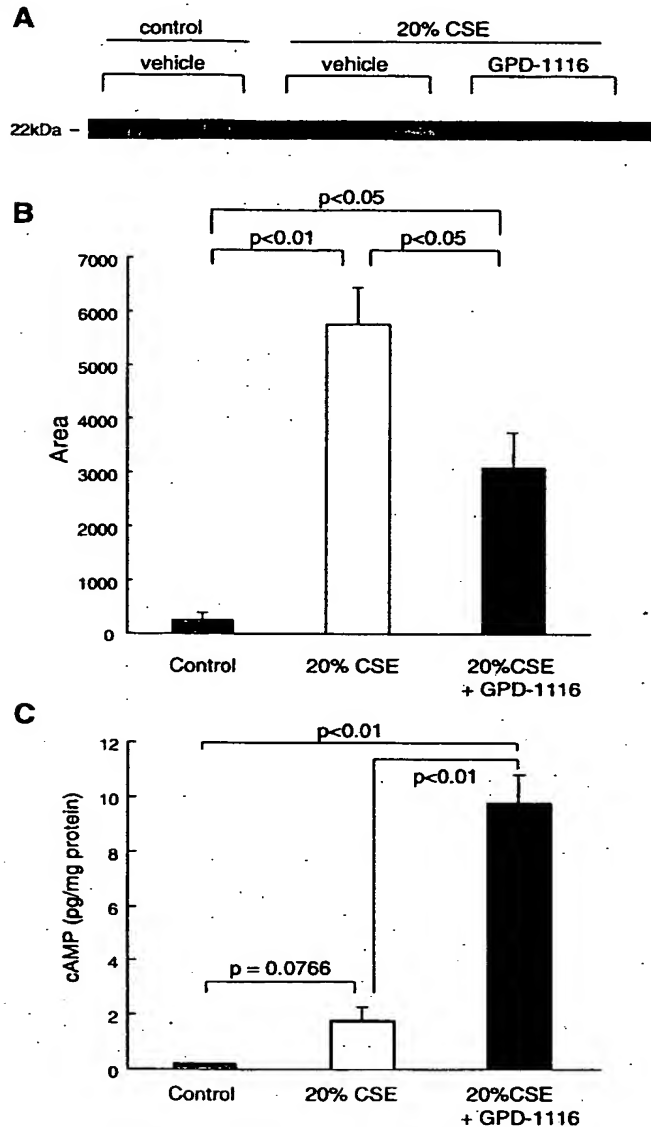 A
control 20% CSE
vehicle vehicle GPD-1116
22kDa –
B
p<0.05
p<0.01 p<0.05
7000
6000
5000
4000
3000
2000
1000
0
Area
Control 20% CSE 20%CSE
+ GPD-1116
C
p<0.01
p<0.01
p = 0.0766
12
10
8
6
4
2
0
cAMP (pg/mg protein)
Control 20% CSE 20%CSE
+ GPD-1116